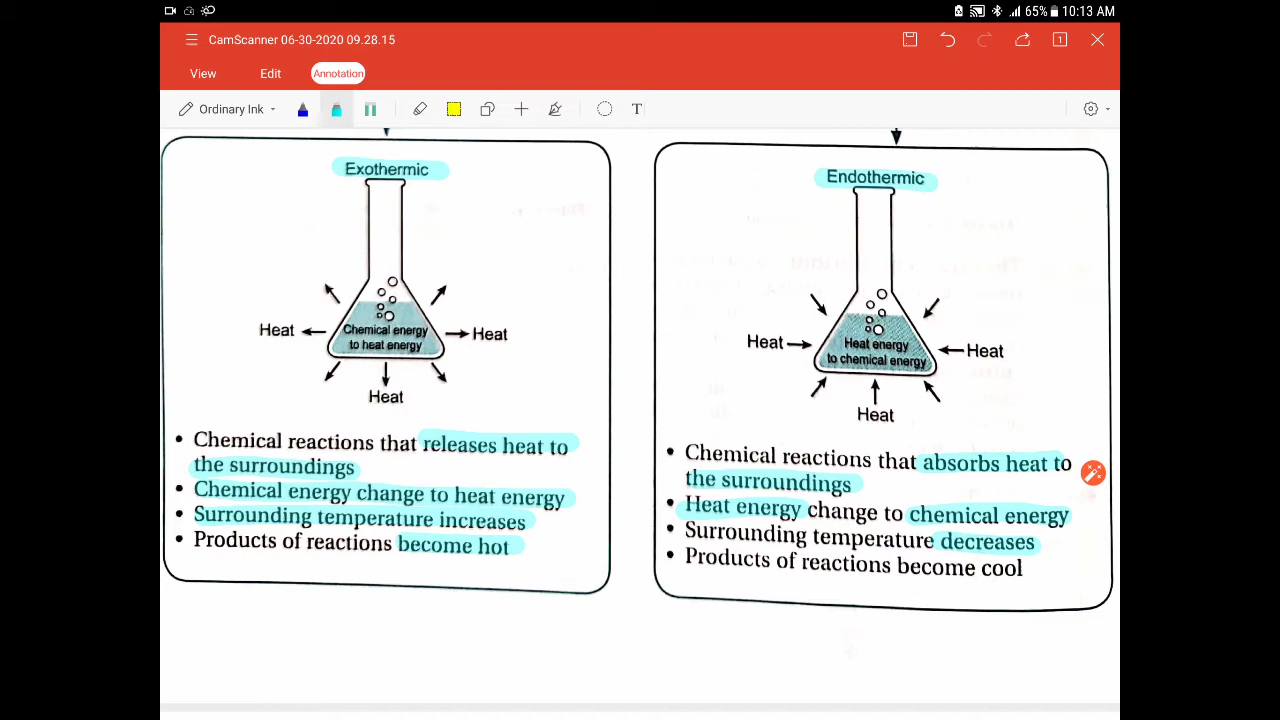 65% 10:13 AM
CamScanner 06-30-2020 09.28.15
1
View Edit Annotation
Ordinary Ink
T
Exothermic
Chemical energy
to heat energy
Heat
Heat
Heat
• Chemical reactions that releases heat to
the surroundings
• Chemical energy change to heat energy
• Surrounding temperature increases
• Products of reactions become hot
Endothermic
Heat energy
to chemical energy
Heat
Heat
Heat
• Chemical reactions that absorbs heat to
the surroundings
• Heat energy change to chemical energy
• Surrounding temperature decreases
• Products of reactions become cool